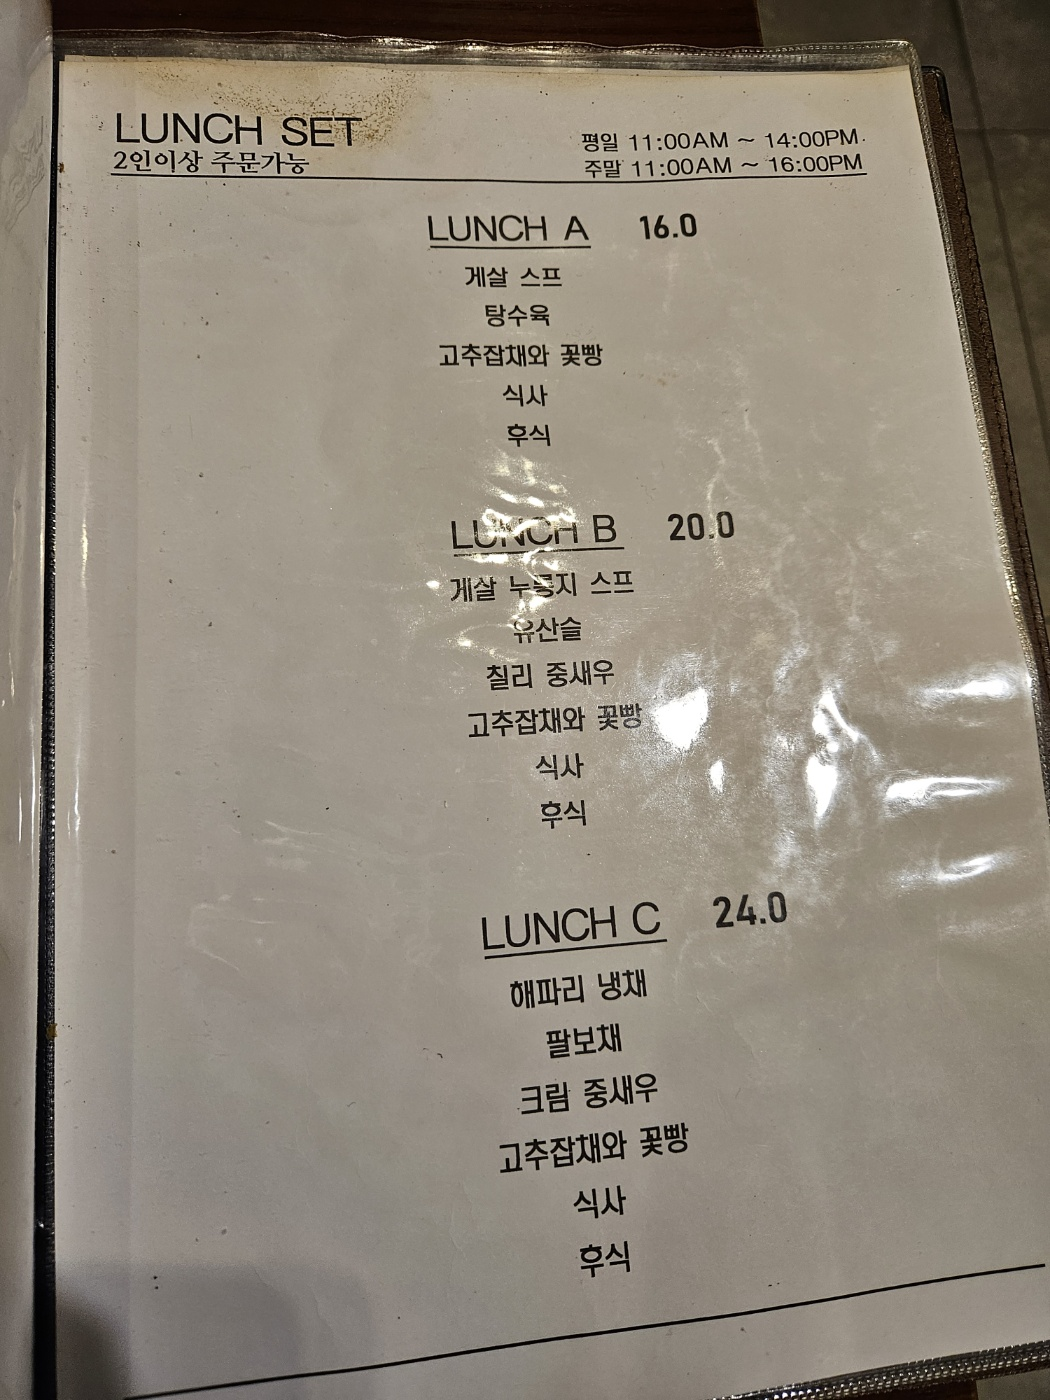 LUNCH SET
2인이상 주문가능
평일 11:00AM ~ 14:00PM.
주말 11:00AM ~ 16:00PM
LUNCH A 16.0
게살 스프
탕수육
고추잡채와 꽃빵
식사
후식
LUNCH B 20.0
게살 누룽지 스프
유산슬
칠리 중새우
고추잡채와 꽃빵
식사
후식
LUNCH C 24.0
해파리 냉채
팔보채
크림 중새우
고추잡채와 꽃빵
식사
후식